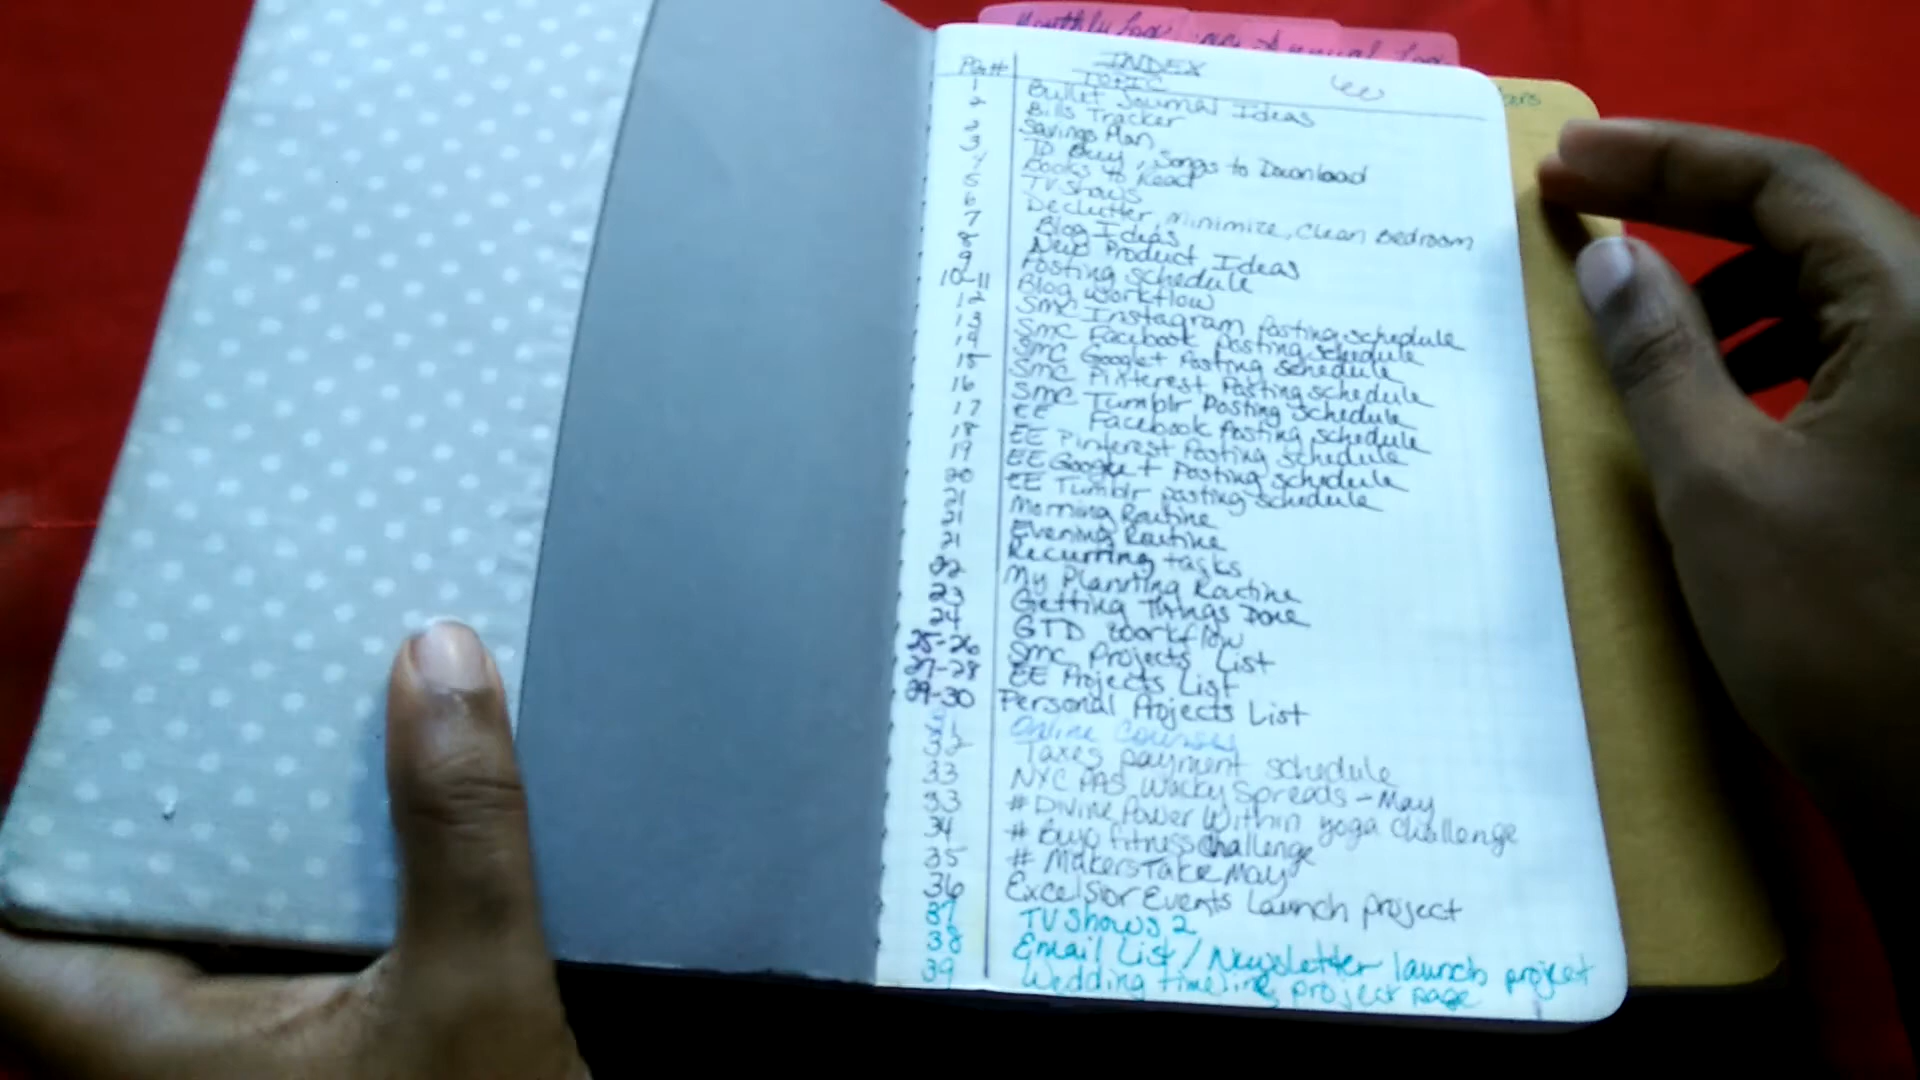 Monthly Log Annual Log
INDEX
Pg# TOPIC
1 Bullet Journal Ideas
2 Bills Tracker
2 Savings Plan
3 To Buy, Songs to Download
4 Books to Read
5 TV Shows
6 Declutter, Minimize, Clean Bedroom
7 Blog Ideas
8 New Product Ideas
9 Posting Schedule
10-11 Blog Workflow
12 SMC Instagram Posting Schedule
13 SMC Facebook Posting Schedule
14 SMC Google+ Posting Schedule
15 SMC Pinterest Posting schedule
16 SMC Tumblr Posting Schedule
17 EE Facebook Posting Schedule
18 EE Pinterest Posting Schedule
19 EE Google+ Posting Schedule
20 EE Tumblr posting schedule
21 Morning Routine
21 Evening Routine
21 Recurring tasks
22 My Planning Routine
23 Getting Things Done
24 GTD Workflow
25-26 SMC Projects List
27-28 EE Projects List
29-30 Personal Projects List
31 Online Courses
32 Taxes payment schedule
33 NYC PAS Wacky Spreads - May
33 # Divine Power Within yoga challenge
34 # Bujo fitness challenge
35 # MakersTakeMay
36 Excelsior Events Launch project
37 TV Shows 2
38 Email List / Newsletter launch project
39 Wedding timeline project page